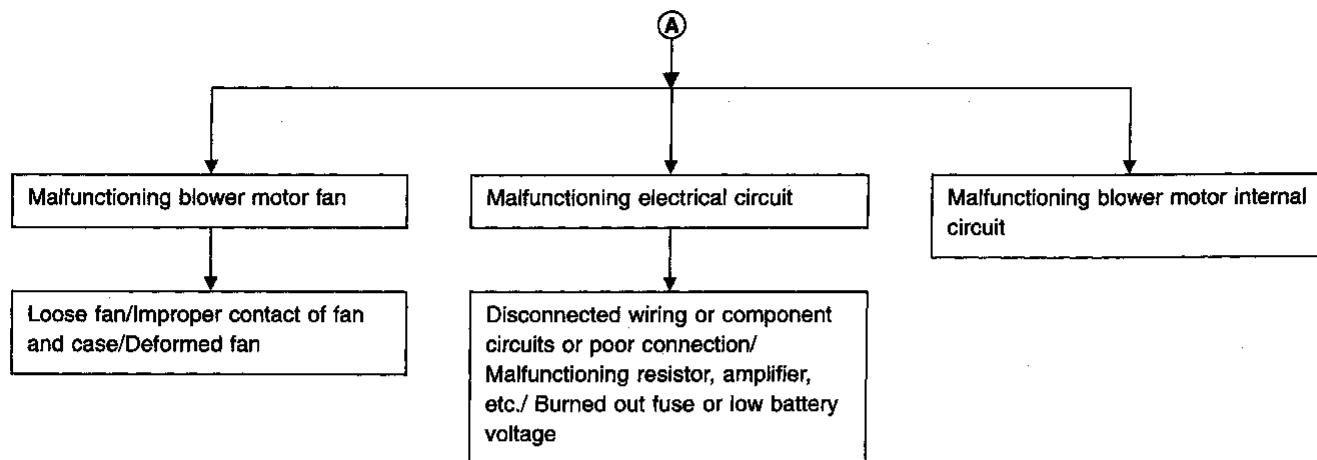 A
Malfunctioning blower motor fan
Malfunctioning electrical circuit
Malfunctioning blower motor internal
circuit
Loose fan/Improper contact of fan
and case/Deformed fan
Disconnected wiring or component
circuits or poor connection/
Malfunctioning resistor, amplifier,
etc./ Burned out fuse or low battery
voltage